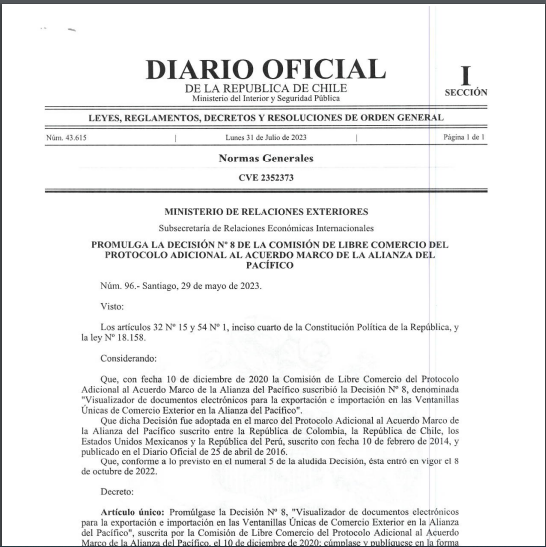 DIARIO OFICIAL
DE LA REPUBLICA DE CHILE
Ministerio del Interior y Seguridad Pública
I
SECCIÓN
LEYES, REGLAMENTOS, DECRETOS Y RESOLUCIONES DE ORDEN GENERAL
Núm. 43.615 | Lunes 31 de Julio de 2023 | Página 1 de 1
Normas Generales
CVE 2352373
MINISTERIO DE RELACIONES EXTERIORES
Subsecretaría de Relaciones Económicas Internacionales
PROMULGA LA DECISIÓN Nº 8 DE LA COMISIÓN DE LIBRE COMERCIO DEL
PROTOCOLO ADICIONAL AL ACUERDO MARCO DE LA ALIANZA DEL
PACÍFICO
Núm. 96.- Santiago, 29 de mayo de 2023.
Visto:
Los artículos 32 Nº 15 y 54 Nº 1, inciso cuarto de la Constitución Política de la República, y
la ley Nº 18.158.
Considerando:
Que, con fecha 10 de diciembre de 2020 la Comisión de Libre Comercio del Protocolo
Adicional al Acuerdo Marco de la Alianza del Pacífico suscribió la Decisión Nº 8, denominada
"Visualizador de documentos electrónicos para la exportación e importación en las Ventanillas
Únicas de Comercio Exterior en la Alianza del Pacífico".
Que dicha Decisión fue adoptada en el marco del Protocolo Adicional al Acuerdo Marco de
la Alianza del Pacífico suscrito entre la República de Colombia, la República de Chile, los
Estados Unidos Mexicanos y la República del Perú, suscrito con fecha 10 de febrero de 2014, y
publicado en el Diario Oficial de 25 de abril de 2016.
Que, conforme a lo previsto en el numeral 5 de la aludida Decisión, ésta entró en vigor el 8
de octubre de 2022.
Decreto:
Artículo único: Promúlgase la Decisión Nº 8, "Visualizador de documentos electrónicos
para la exportación e importación en las Ventanillas Únicas de Comercio Exterior en la Alianza
del Pacífico", suscrita por la Comisión de Libre Comercio del Protocolo Adicional al Acuerdo
Marco de la Alianza del Pacífico, el 10 de diciembre de 2020; cúmplase y publíquese en la forma